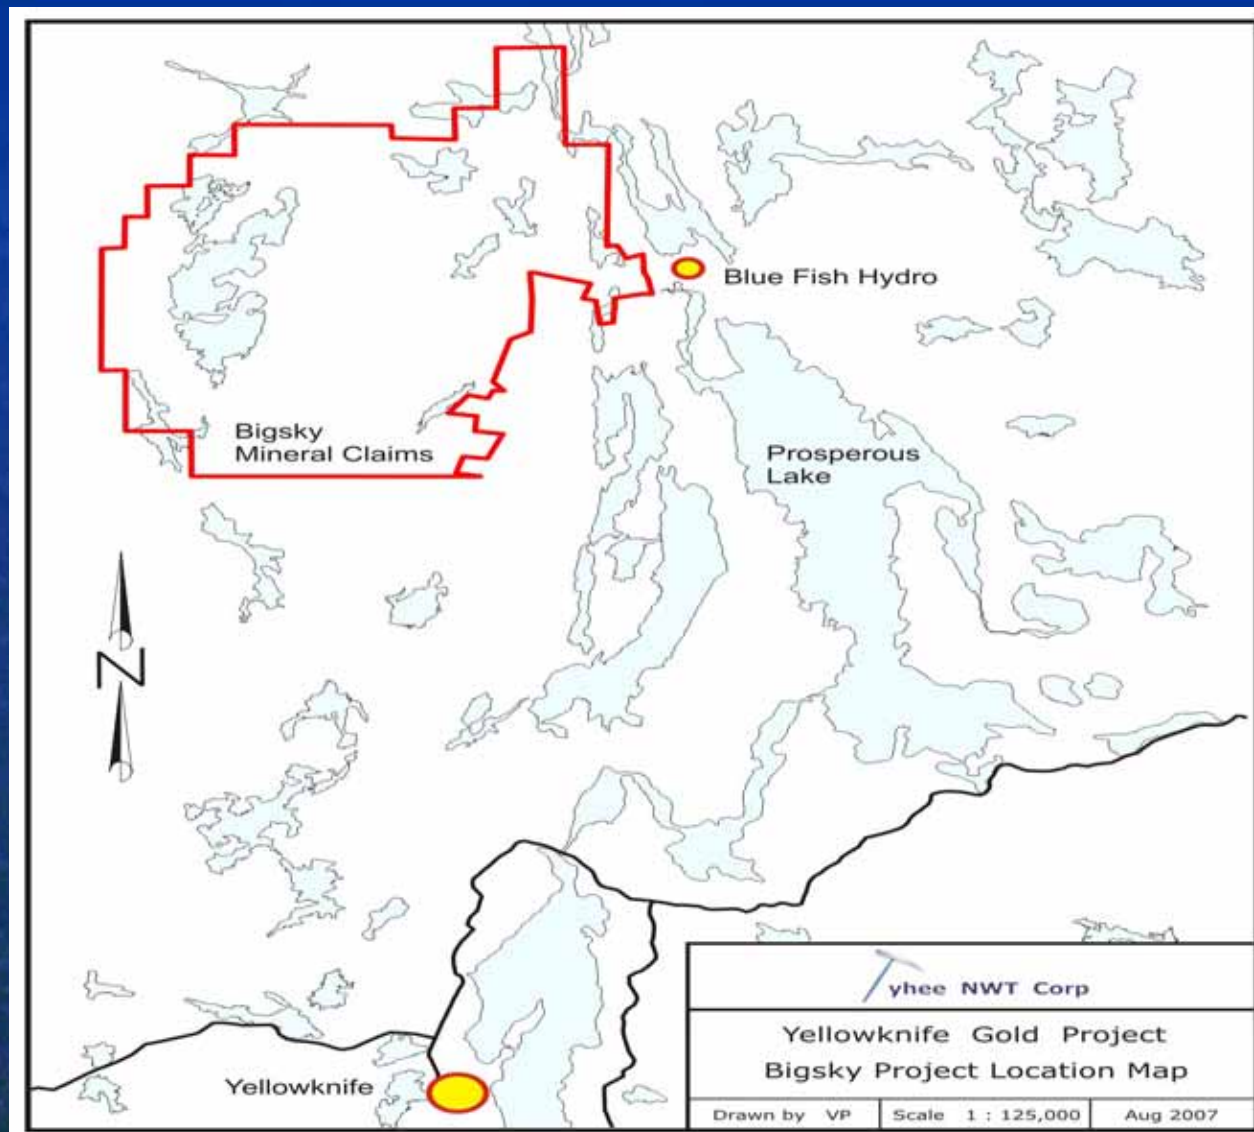 Blue Fish Hydro
Bigsky
Mineral Claims
Prosperous
Lake
N
Yellowknife
Tyhee NWT Corp
Yellowknife Gold Project
Bigsky Project Location Map
Drawn by VP
Scale 1 : 125,000
Aug 2007